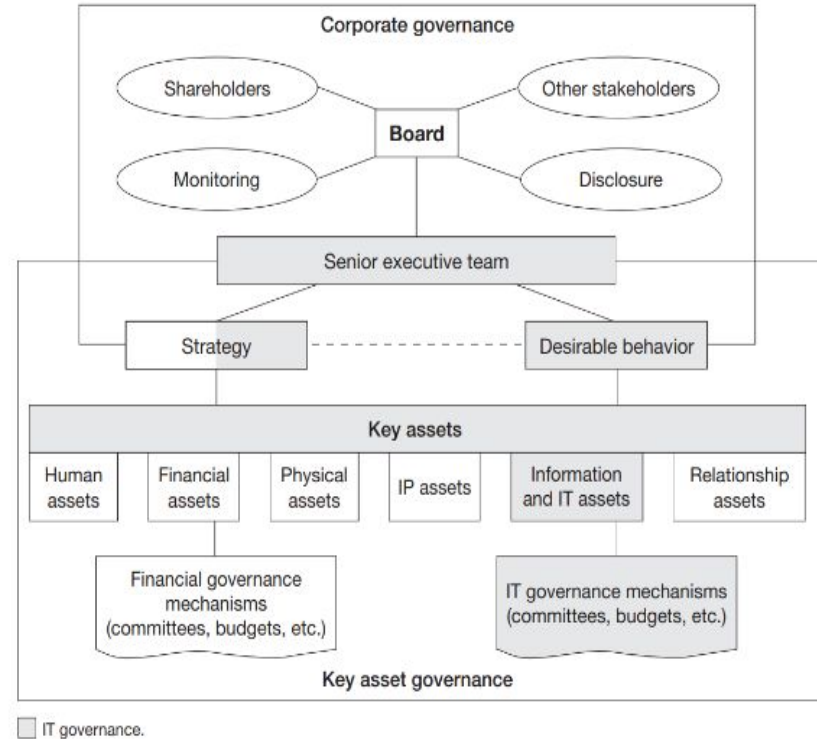 Corporate governance
Shareholders
Other stakeholders
Board
Monitoring
Disclosure
Senior executive team
Strategy
Desirable behavior
Key assets
Human
assets
Financial
assets
Physical
assets
IP assets
Information
and IT assets
Relationship
assets
Financial governance
mechanisms
(committees, budgets, etc.)
IT governance mechanisms
(committees, budgets, etc.)
Key asset governance
IT governance.